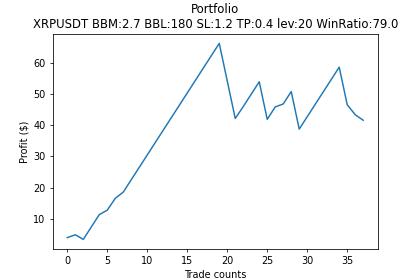 Portfolio
XRPUSDT BBM:2.7 BBL:180 SL:1.2 TP:0.4 lev:20 WinRatio:79.0
Profit ($)
60
50
40
30
20
10
0 5 10 15 20 25 30 35
Trade counts